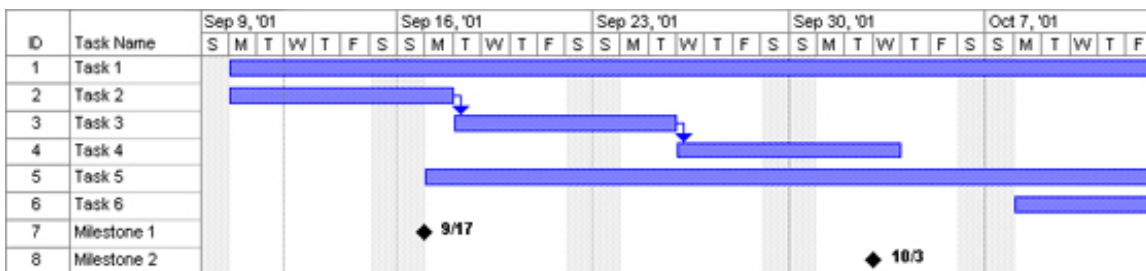 Sep 9, '01 Sep 16, '01 Sep 23, '01 Sep 30, '01 Oct 7, '01
ID Task Name S M T W T F S S M T W T F S S M T W T F S S M T W T F S S M T W T F
1 Task 1
2 Task 2
3 Task 3
4 Task 4
5 Task 5
6 Task 6
7 Milestone 1 9/17
8 Milestone 2 10/3